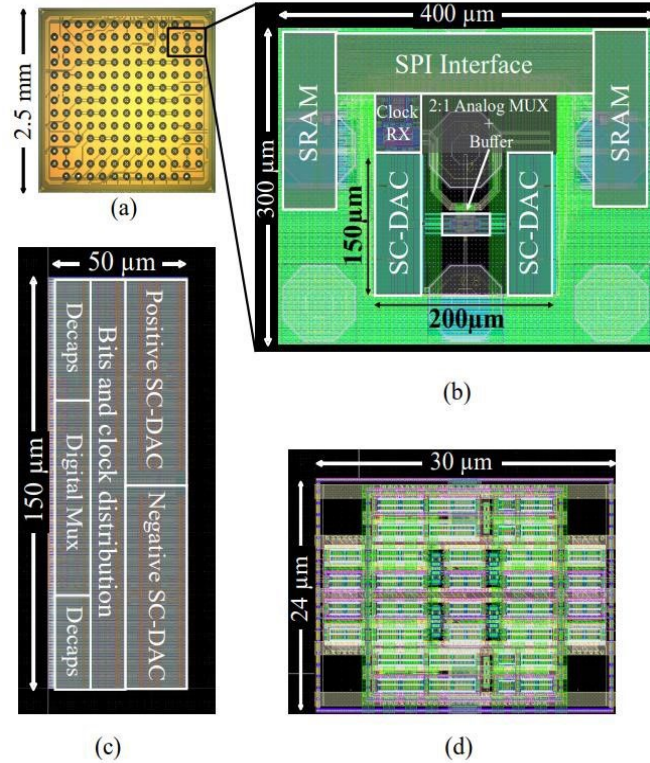 2.5 mm
(a)
400 µm
300 µm
SPI Interface
SRAM
SRAM
Clock
RX
2:1 Analog MUX
Buffer
SC-DAC
SC-DAC
150µm
200µm
(b)
50 µm
150 µm
Decaps
Digital Mux
Decaps
Bits and clock distribution
Positive SC-DAC
Negative SC-DAC
(c)
30 µm
24 µm
(d)